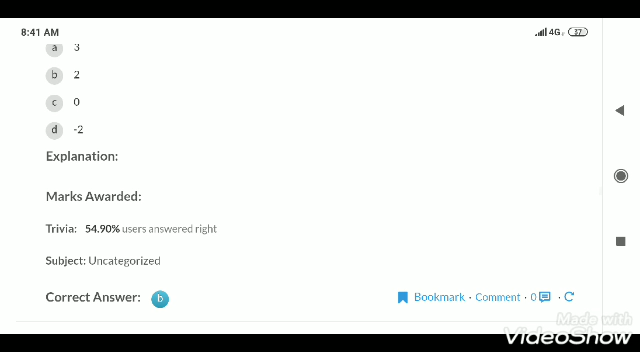 8:41 AM 4G 37
a 3
b 2
c 0
d -2
Explanation:
Marks Awarded:
Trivia: 54.90% users answered right
Subject: Uncategorized
Correct Answer: b Bookmark · Comment · 0 ·
Made with
VideoShow